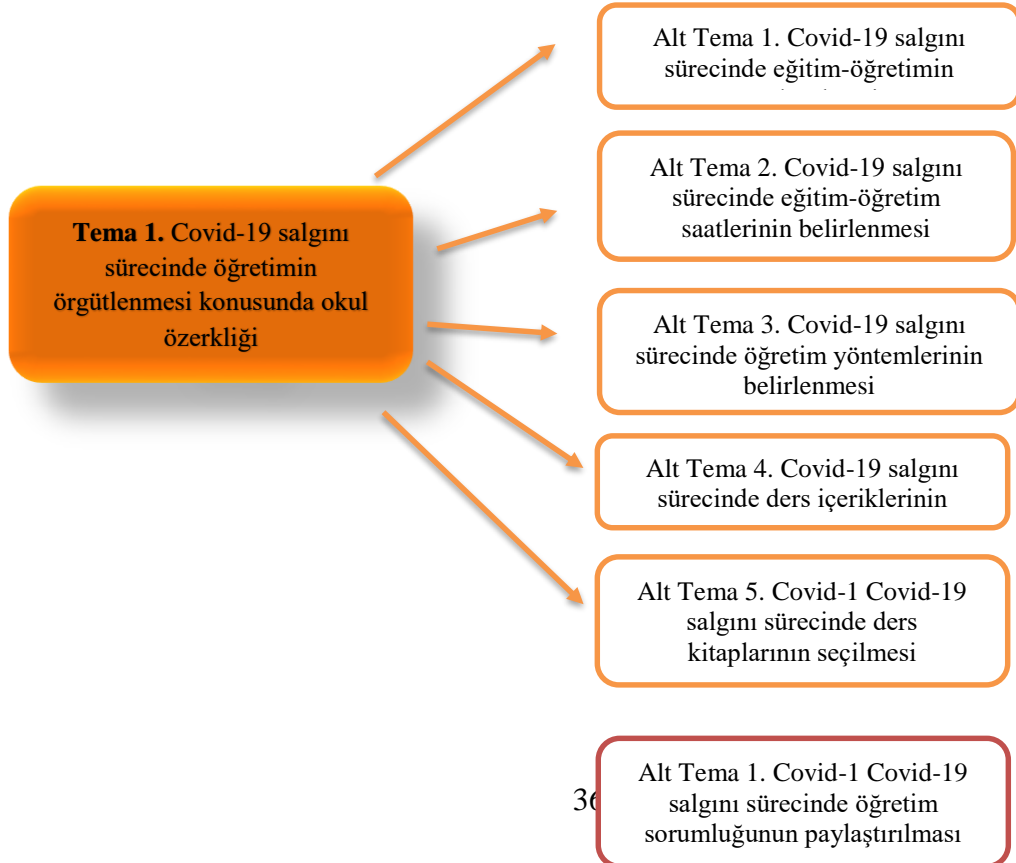 Alt Tema 1. Covid-19 salgını
sürecinde eğitim-öğretimin
Tema 1. Covid-19 salgını
sürecinde öğretimin
örgütlenmesi konusunda okul
özerkliği
Alt Tema 2. Covid-19 salgını
sürecinde eğitim-öğretim
saatlerinin belirlenmesi
Alt Tema 3. Covid-19 salgını
sürecinde öğretim yöntemlerinin
belirlenmesi
Alt Tema 4. Covid-19 salgını
sürecinde ders içeriklerinin
Alt Tema 5. Covid-1 Covid-19
salgını sürecinde ders
kitaplarının seçilmesi
36
Alt Tema 1. Covid-1 Covid-19
salgını sürecinde öğretim
sorumluğunun paylaştırılması